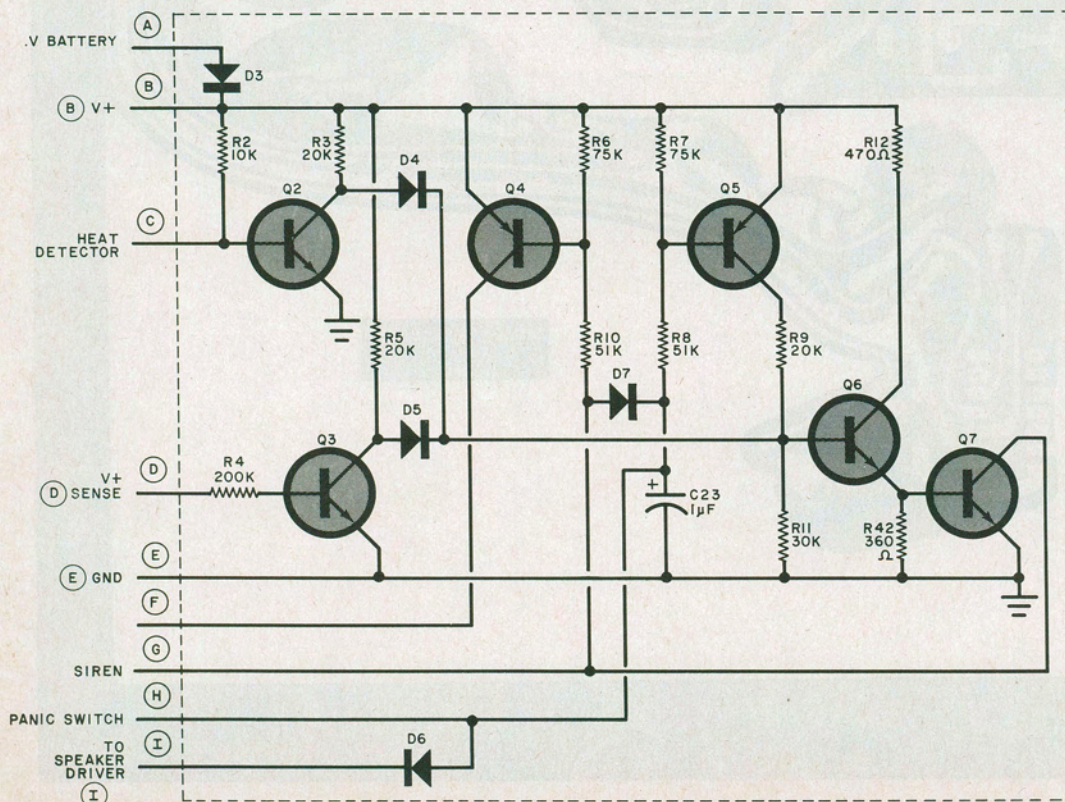 A
.V BATTERY
D3
B
B V+
R2
10K
R3
20K
D4
R6
75K
R7
75K
R12
470Ω
Q2
Q4
Q5
C
HEAT
DETECTOR
R5
20K
R10
51K
R8
51K
R9
20K
D7
Q6
D5
Q3
Q7
R4
200K
V+
D
D SENSE
+
C23
1µF
R11
30K
R42
360
Ω
E
E GND
F
G
SIREN
H
PANIC SWITCH
TO
SPEAKER
DRIVER
I
D6
I